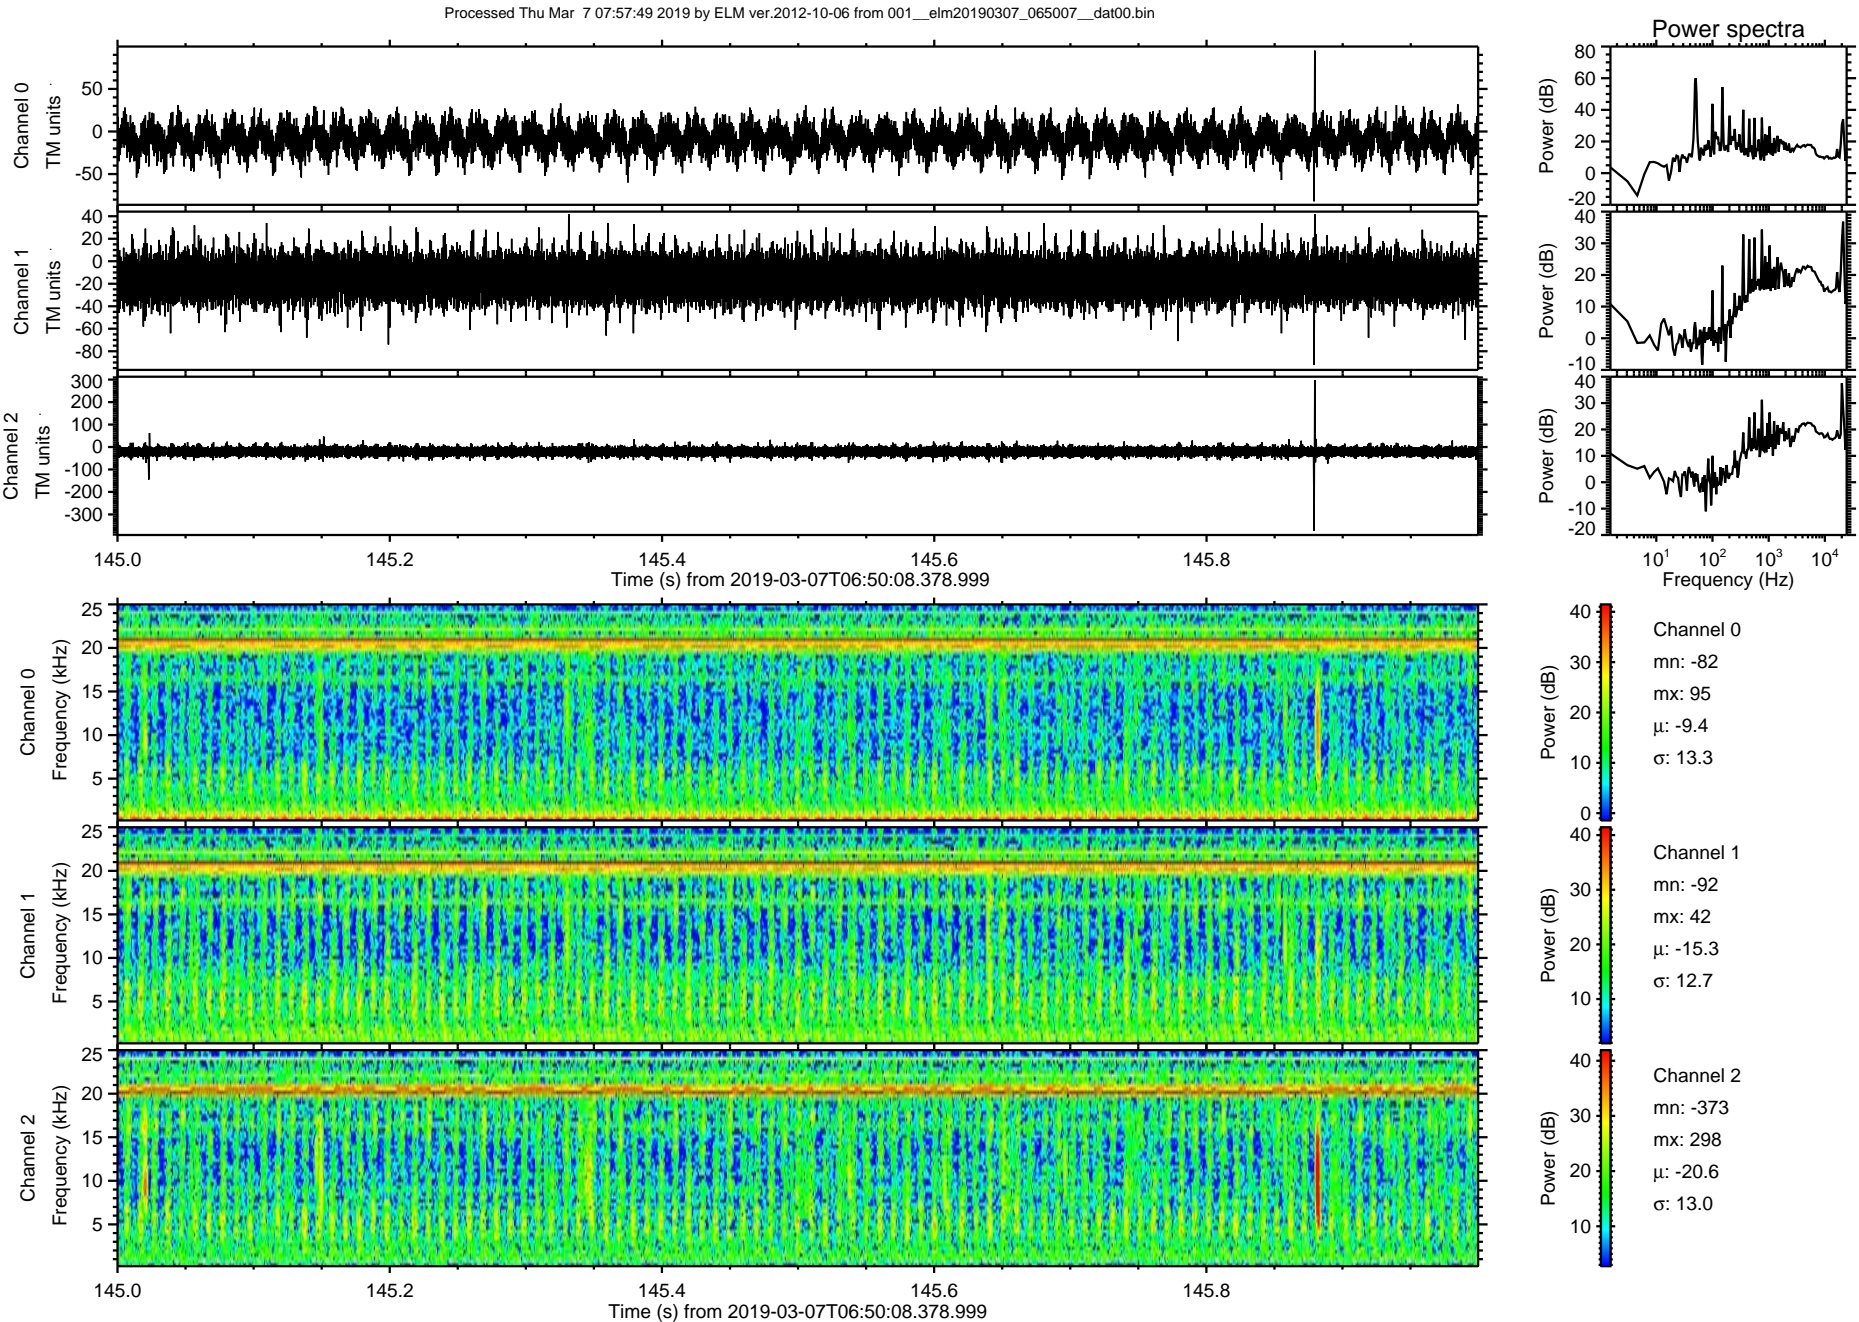 Processed Thu Mar  7 07:57:49 2019 by ELM ver.2012-10-06 from 001__elm20190307_065007__dat00.bin
Power spectra
Channel 0
TM units
50
0
-50
Power (dB)
80
60
40
20
0
-20
Channel 1
TM units
40
20
0
-20
-40
-60
-80
Power (dB)
40
30
20
10
0
-10
Channel 2
TM units
300
200
100
0
-100
-200
-300
Power (dB)
40
30
20
10
0
-10
-20
145.0 145.2 145.4 145.6 145.8
Time (s) from 2019-03-07T06:50:08.378.999
10¹ 10² 10³ 10⁴
Frequency (Hz)
Channel 0
Frequency (kHz)
25
20
15
10
5
Power (dB)
40
30
20
10
0
Channel 0
mn: -82
mx: 95
μ: -9.4
σ: 13.3
Channel 1
Frequency (kHz)
25
20
15
10
5
Power (dB)
40
30
20
10
Channel 1
mn: -92
mx: 42
μ: -15.3
σ: 12.7
Channel 2
Frequency (kHz)
25
20
15
10
5
Power (dB)
40
30
20
10
Channel 2
mn: -373
mx: 298
μ: -20.6
σ: 13.0
145.0 145.2 145.4 145.6 145.8
Time (s) from 2019-03-07T06:50:08.378.999